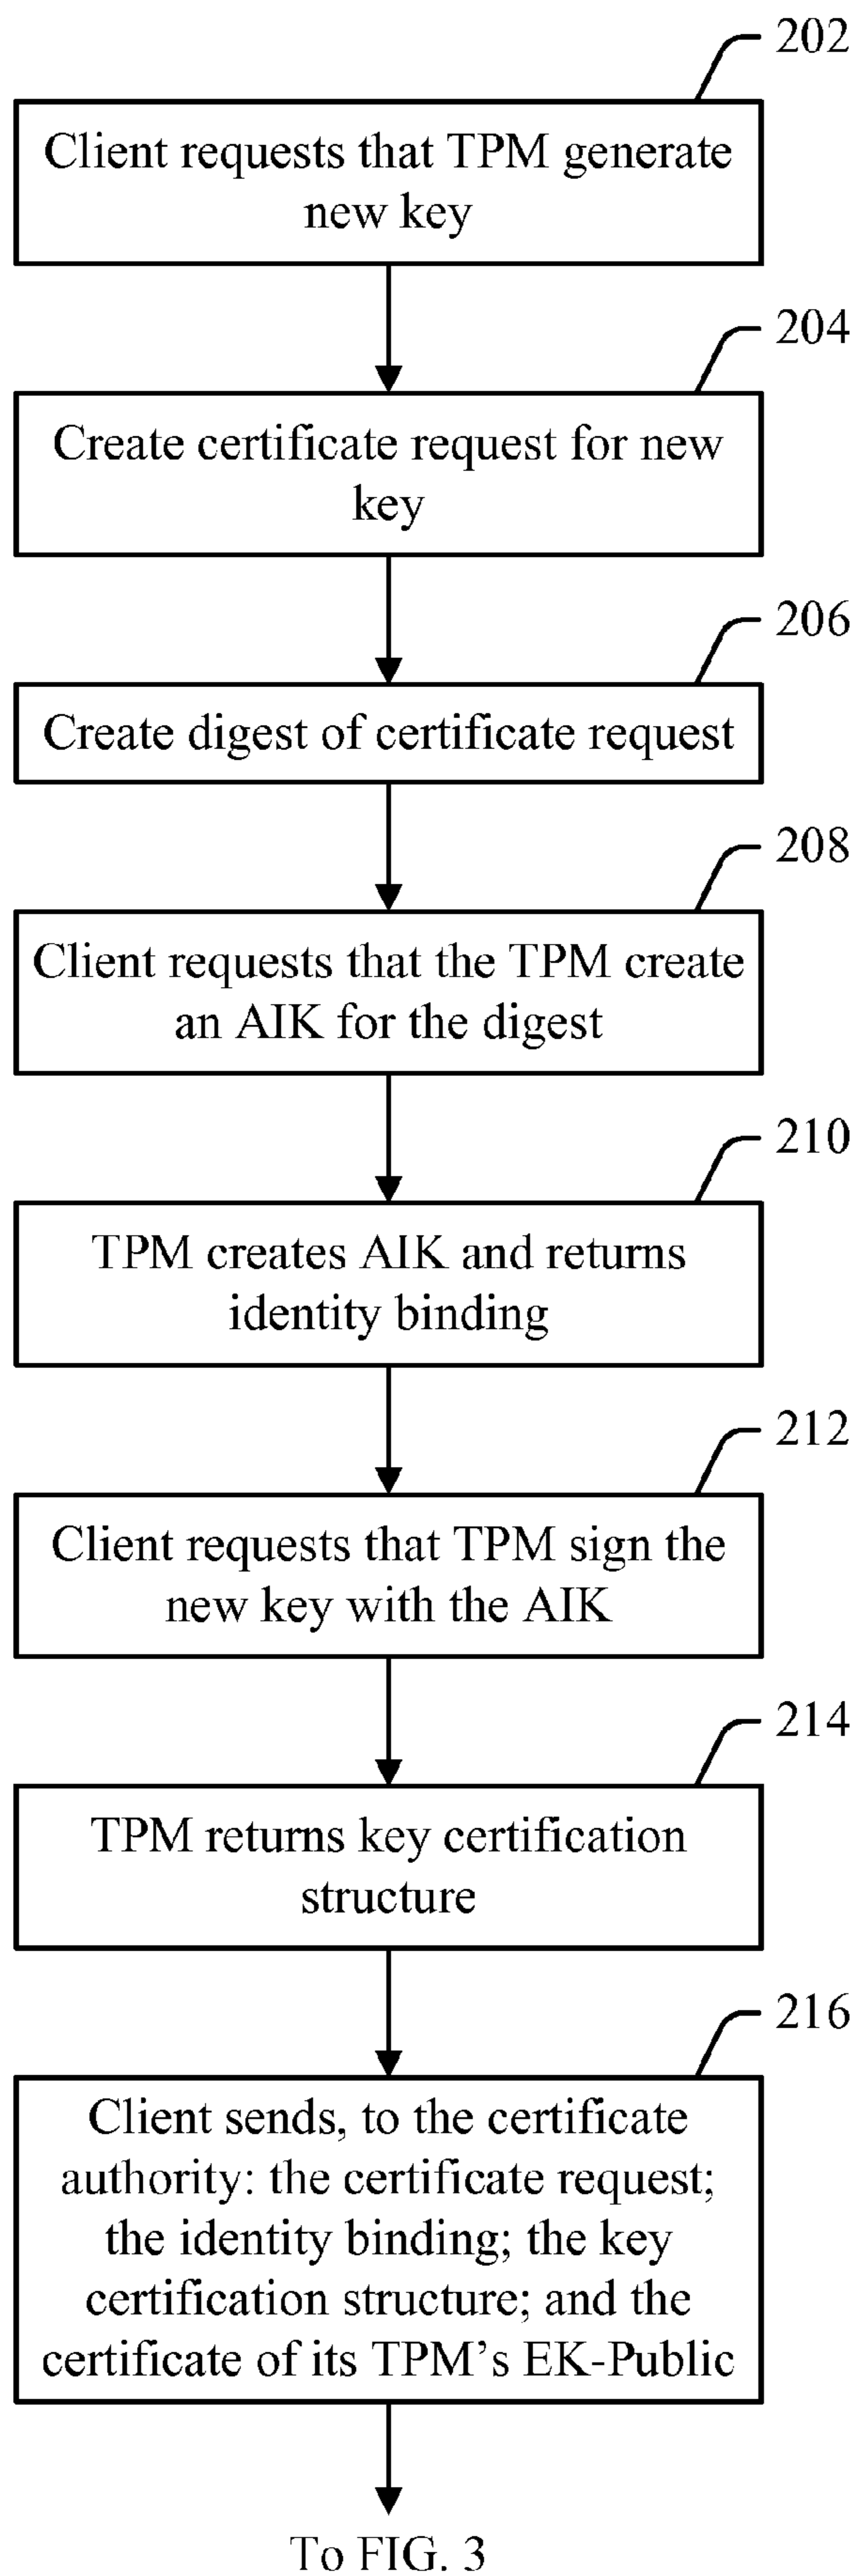 202
Client requests that TPM generate
new key
204
Create certificate request for new
key
206
Create digest of certificate request
208
Client requests that the TPM create
an AIK for the digest
210
TPM creates AIK and returns
identity binding
212
Client requests that TPM sign the
new key with the AIK
214
TPM returns key certification
structure
216
Client sends, to the certificate
authority: the certificate request;
the identity binding; the key
certification structure; and the
certificate of its TPM’s EK-Public
To FIG. 3